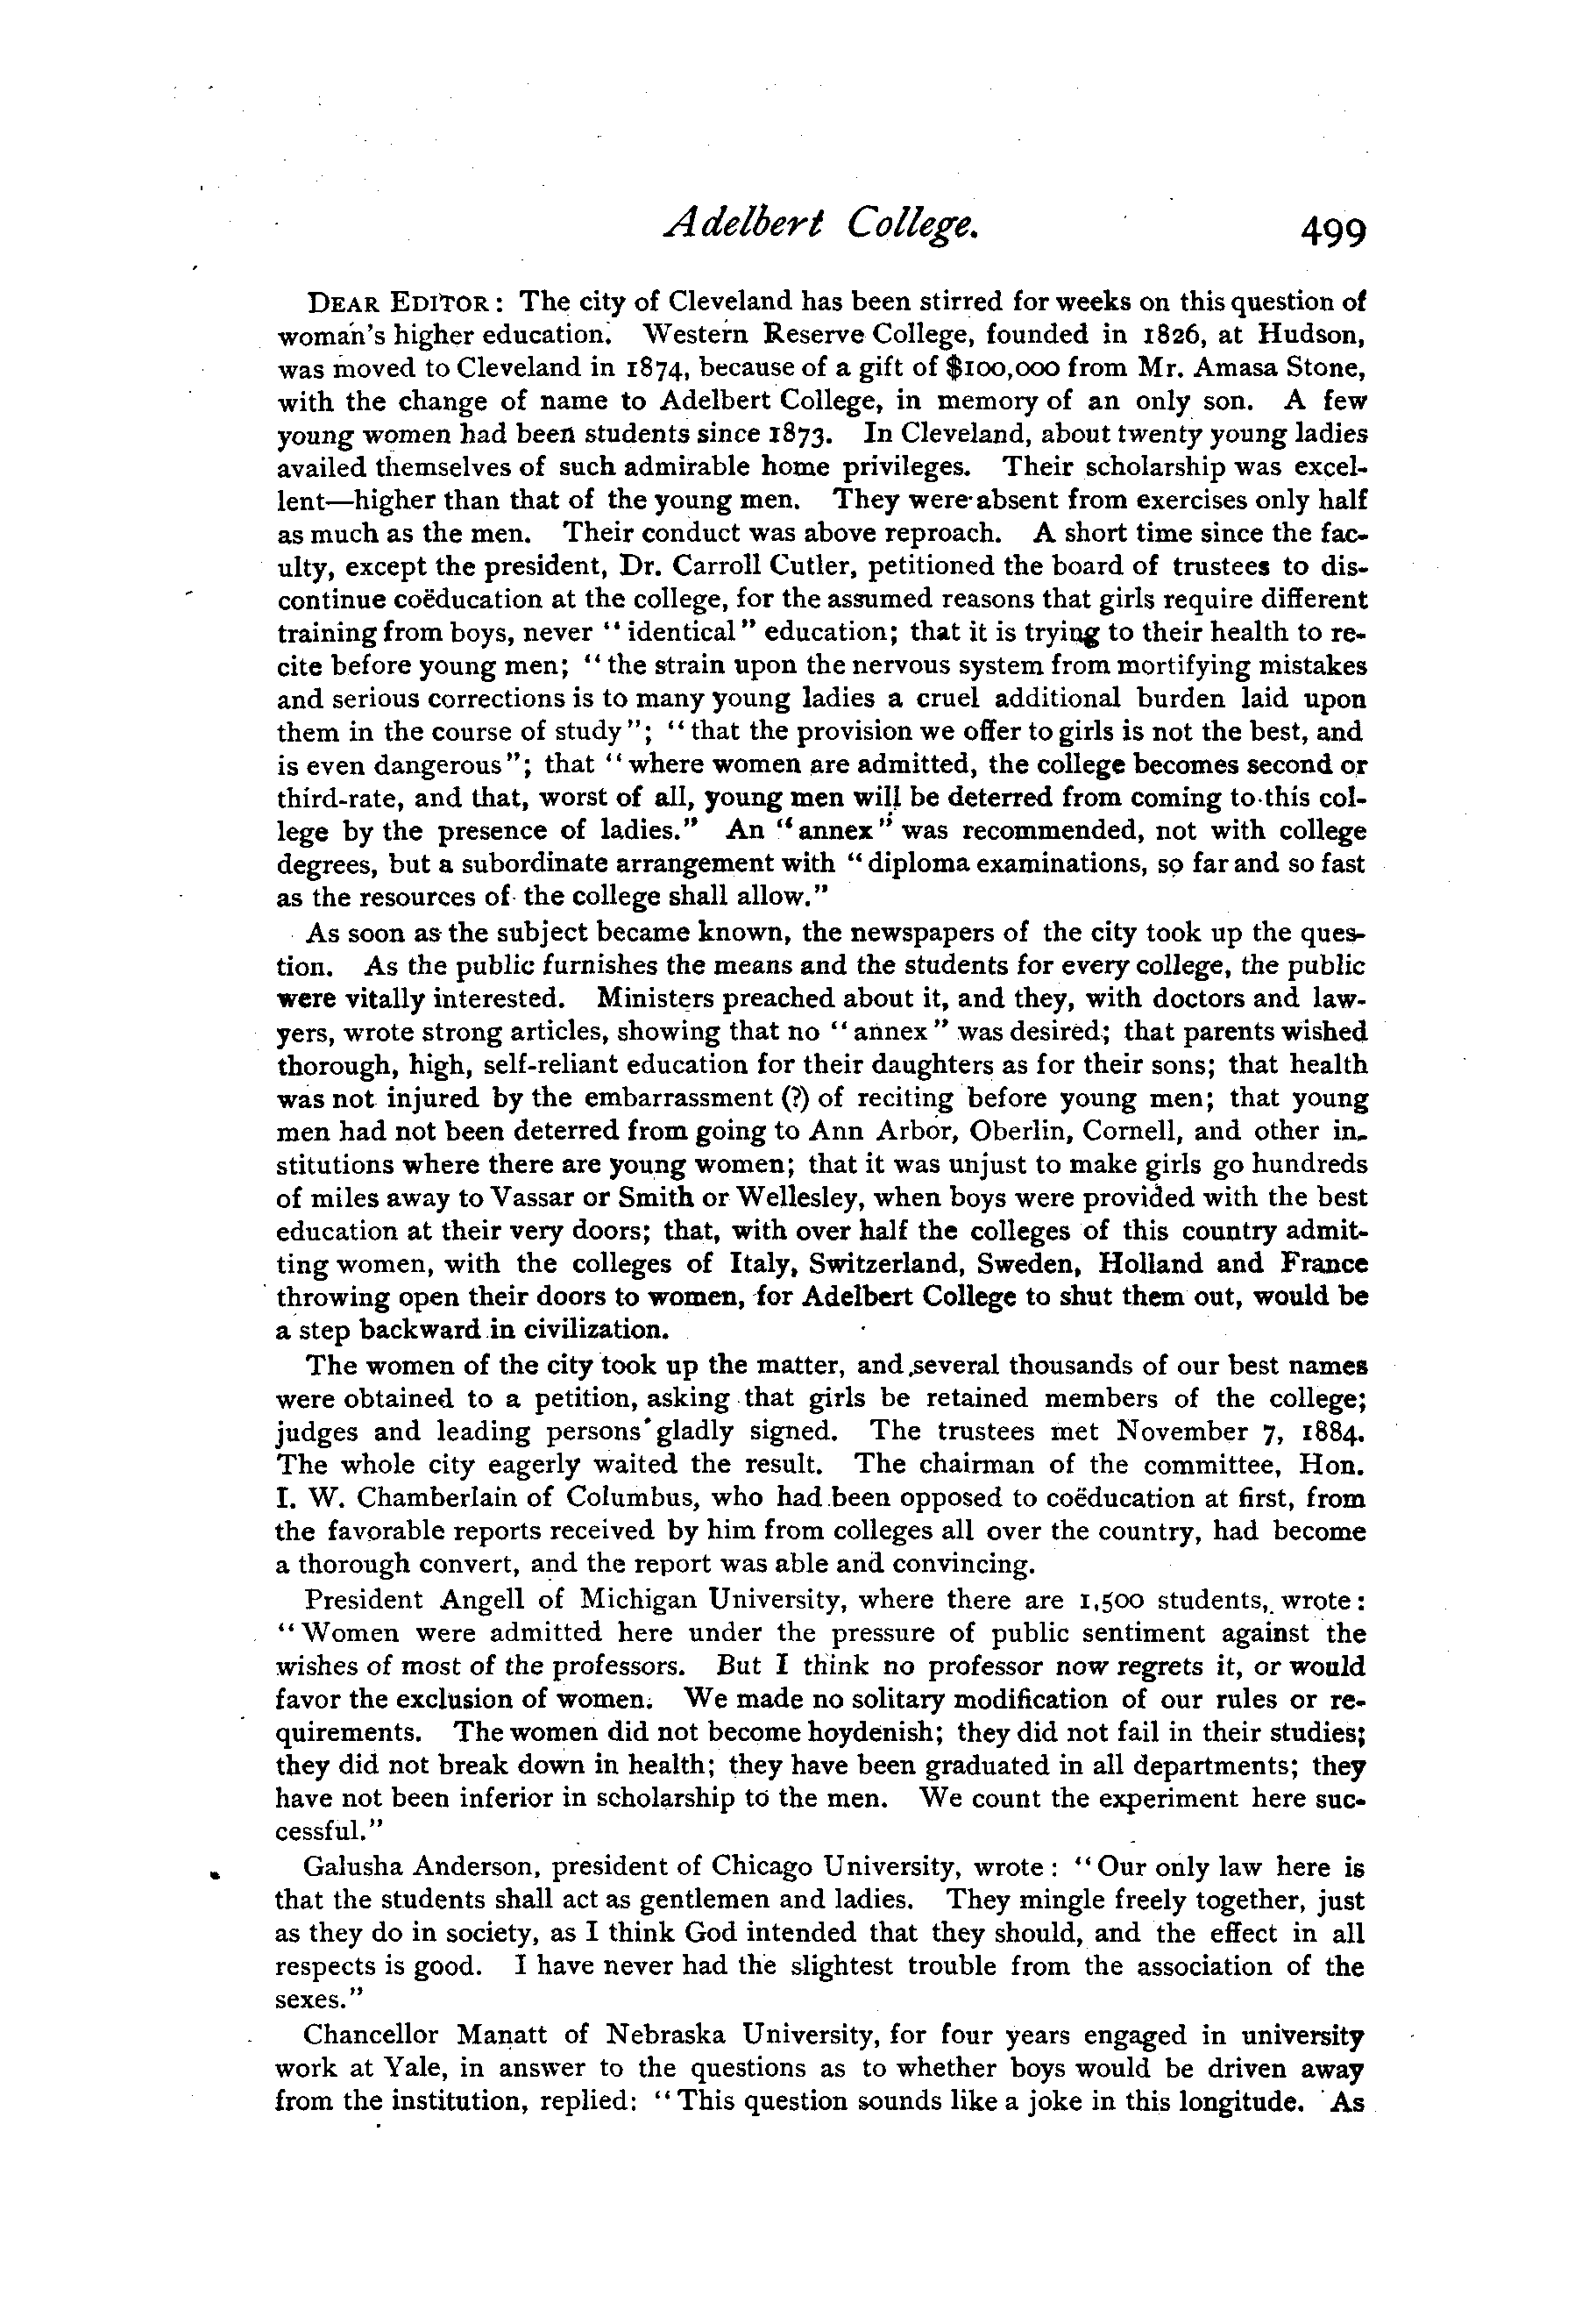 Adelbert College. 499
DEAR EDITOR: The city of Cleveland has been stirred for weeks on this question of
woman's higher education. Western Reserve College, founded in 1826, at Hudson,
was moved to Cleveland in 1874, because of a gift of $100,000 from Mr. Amasa Stone,
with the change of name to Adelbert College, in memory of an only son. A few
young women had been students since 1873. In Cleveland, about twenty young ladies
availed themselves of such admirable home privileges. Their scholarship was excel-
lent—higher than that of the young men. They were absent from exercises only half
as much as the men. Their conduct was above reproach. A short time since the fac-
ulty, except the president, Dr. Carroll Cutler, petitioned the board of trustees to dis-
continue coëducation at the college, for the assumed reasons that girls require different
training from boys, never "identical" education; that it is trying to their health to re-
cite before young men; "the strain upon the nervous system from mortifying mistakes
and serious corrections is to many young ladies a cruel additional burden laid upon
them in the course of study"; "that the provision we offer to girls is not the best, and
is even dangerous"; that "where women are admitted, the college becomes second or
third-rate, and that, worst of all, young men will be deterred from coming to this col-
lege by the presence of ladies." An "annex" was recommended, not with college
degrees, but a subordinate arrangement with "diploma examinations, so far and so fast
as the resources of the college shall allow."
As soon as the subject became known, the newspapers of the city took up the ques-
tion. As the public furnishes the means and the students for every college, the public
were vitally interested. Ministers preached about it, and they, with doctors and law-
yers, wrote strong articles, showing that no "annex" was desired; that parents wished
thorough, high, self-reliant education for their daughters as for their sons; that health
was not injured by the embarrassment (?) of reciting before young men; that young
men had not been deterred from going to Ann Arbor, Oberlin, Cornell, and other in-
stitutions where there are young women; that it was unjust to make girls go hundreds
of miles away to Vassar or Smith or Wellesley, when boys were provided with the best
education at their very doors; that, with over half the colleges of this country admit-
ting women, with the colleges of Italy, Switzerland, Sweden, Holland and France
throwing open their doors to women, for Adelbert College to shut them out, would be
a step backward in civilization.
The women of the city took up the matter, and several thousands of our best names
were obtained to a petition, asking that girls be retained members of the college;
judges and leading persons gladly signed. The trustees met November 7, 1884.
The whole city eagerly waited the result. The chairman of the committee, Hon.
I. W. Chamberlain of Columbus, who had been opposed to coëducation at first, from
the favorable reports received by him from colleges all over the country, had become
a thorough convert, and the report was able and convincing.
President Angell of Michigan University, where there are 1,500 students, wrote:
"Women were admitted here under the pressure of public sentiment against the
wishes of most of the professors. But I think no professor now regrets it, or would
favor the exclusion of women. We made no solitary modification of our rules or re-
quirements. The women did not become hoydenish; they did not fail in their studies;
they did not break down in health; they have been graduated in all departments; they
have not been inferior in scholarship to the men. We count the experiment here suc-
cessful."
Galusha Anderson, president of Chicago University, wrote: "Our only law here is
that the students shall act as gentlemen and ladies. They mingle freely together, just
as they do in society, as I think God intended that they should, and the effect in all
respects is good. I have never had the slightest trouble from the association of the
sexes."
Chancellor Manatt of Nebraska University, for four years engaged in university
work at Yale, in answer to the questions as to whether boys would be driven away
from the institution, replied: "This question sounds like a joke in this longitude. As